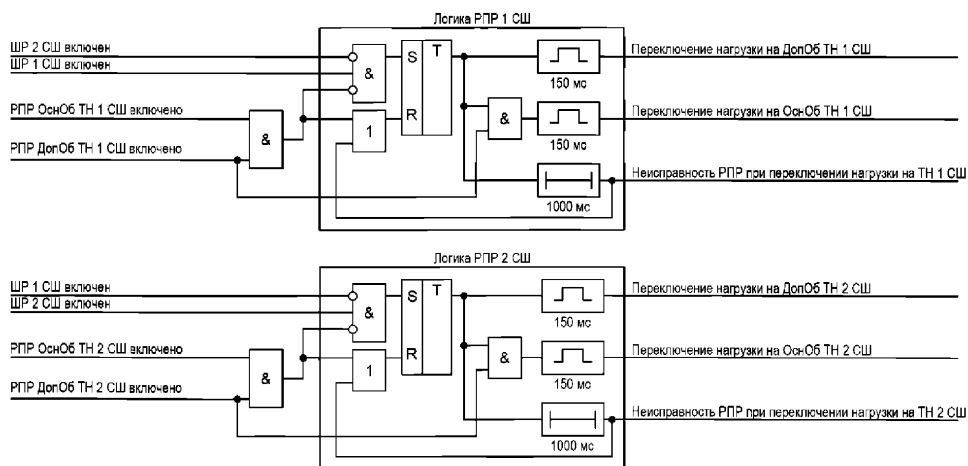 Логика РПР 1 СШ
ШР 2 СШ включен
ШР 1 СШ включен
РПР ОснОб ТН 1 СШ включено
РПР ДопОб ТН 1 СШ включено
&
&
1
S
T
R
&
150 мс
150 мс
1000 мс
Переключение нагрузки на ДопОб ТН 1 СШ
Переключение нагрузки на ОснОб ТН 1 СШ
Неисправность РПР при переключении нагрузки на ТН 1 СШ
Логика РПР 2 СШ
ШР 1 СШ включен
ШР 2 СШ включен
РПР ОснОб ТН 2 СШ включено
РПР ДопОб ТН 2 СШ включено
&
&
1
S
T
R
&
150 мс
150 мс
1000 мс
Переключение нагрузки на ДопОб ТН 2 СШ
Переключение нагрузки на ОснОб ТН 2 СШ
Неисправность РПР при переключении нагрузки на ТН 2 СШ